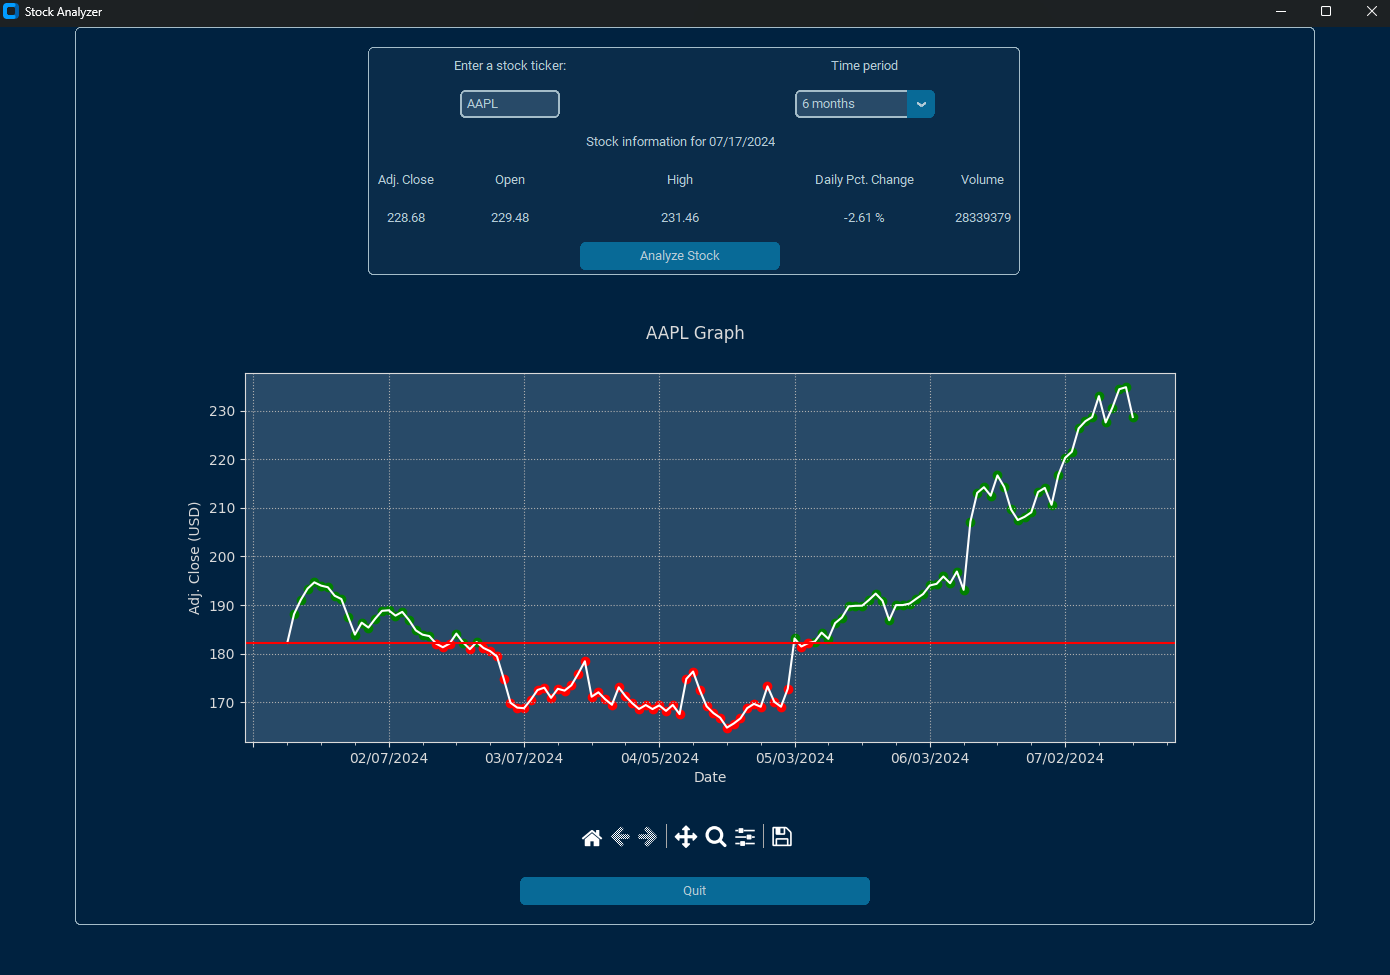 Stock Analyzer
Enter a stock ticker: Time period
AAPL 6 months
Stock information for 07/17/2024
Adj. Close Open High Daily Pct. Change Volume
228.68 229.48 231.46 -2.61 % 28339379
Analyze Stock
AAPL Graph
Adj. Close (USD)
230
220
210
200
190
180
170
02/07/2024 03/07/2024 04/05/2024 05/03/2024 06/03/2024 07/02/2024
Date
Quit